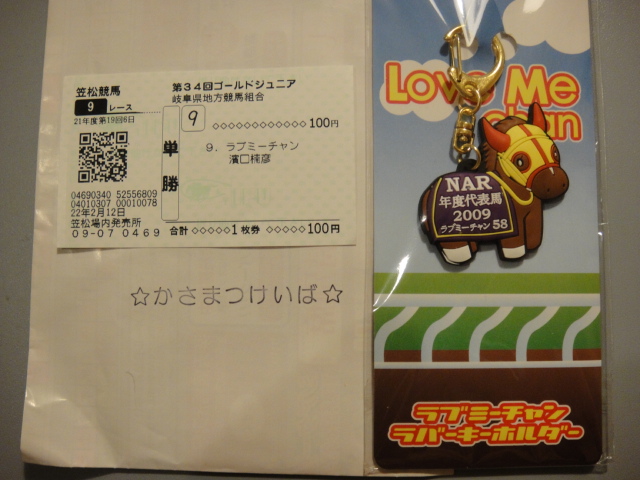 笠松競馬
9 レース
21年度第19回6日
04690340 52556809
04010307 00010078
22年2月12日
笠松場内発売所
09-07 0469
単勝
第34回ゴールドジュニア
岐阜県地方競馬組合
9 ◇◇◇◇◇◇◇◇◇◇◇◇100円
9. ラブミーチャン
濱口楠彦
合計 ◇◇◇◇◇1枚券 ◇◇◇◇100円
☆かさまつけいば☆
Love Me
chan
NAR
年度代表馬
2009
ラブミーチャン 58
ラブミーチャン
ラバーキーホルダー